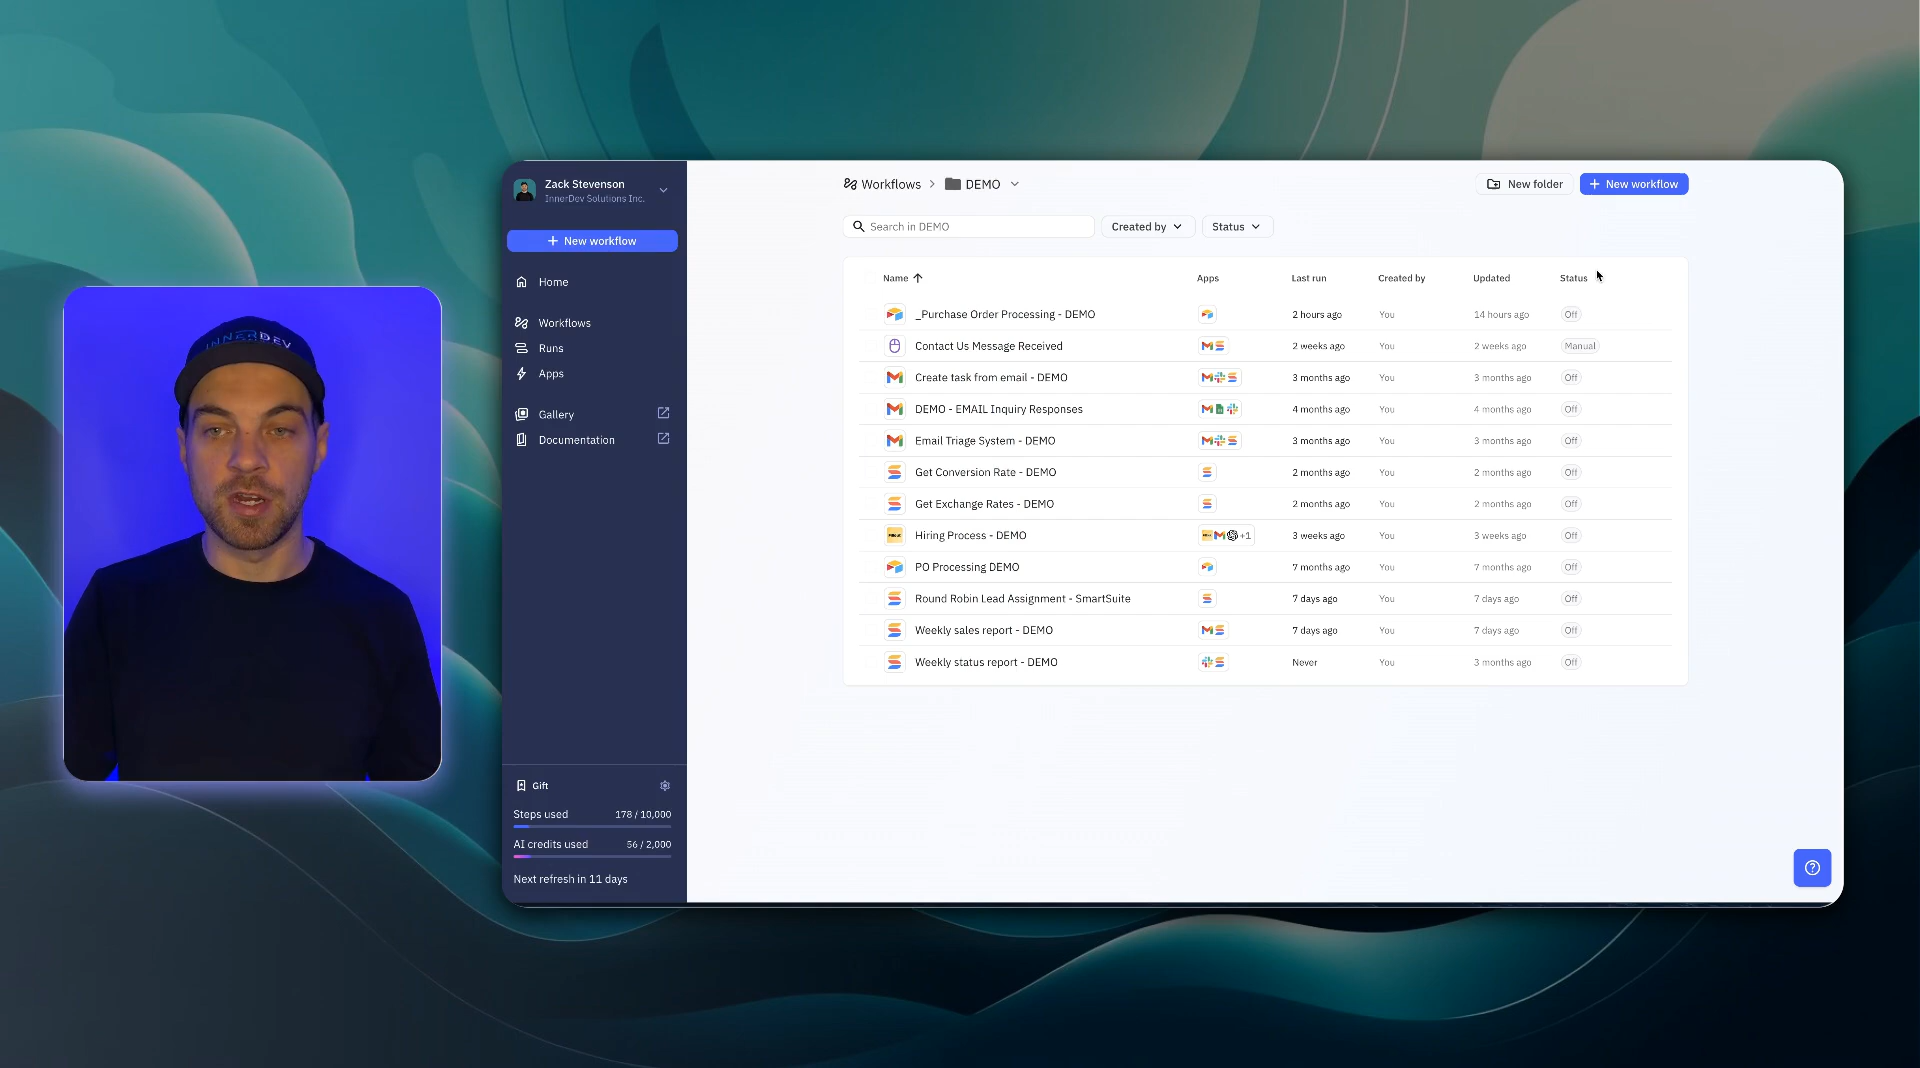 INNERDEV
Zack Stevenson
InnerDev Solutions Inc.
New workflow
Home
Workflows
Runs
Apps
Gallery
Documentation
Gift
Steps used 178 / 10,000
AI credits used 56 / 2,000
Next refresh in 11 days
Workflows > DEMO
New folder
New workflow
Search in DEMO
Created by
Status
Name Apps Last run Created by Updated Status
_Purchase Order Processing - DEMO 2 hours ago You 14 hours ago Off
Contact Us Message Received 2 weeks ago You 2 weeks ago Manual
Create task from email - DEMO 3 months ago You 3 months ago Off
DEMO - EMAIL Inquiry Responses 4 months ago You 4 months ago Off
Email Triage System - DEMO 3 months ago You 3 months ago Off
Get Conversion Rate - DEMO 2 months ago You 2 months ago Off
Get Exchange Rates - DEMO 2 months ago You 2 months ago Off
Hiring Process - DEMO +1 3 weeks ago You 3 weeks ago Off
PO Processing DEMO 7 months ago You 7 months ago Off
Round Robin Lead Assignment - SmartSuite 7 days ago You 7 days ago Off
Weekly sales report - DEMO 7 days ago You 7 days ago Off
Weekly status report - DEMO Never You 3 months ago Off